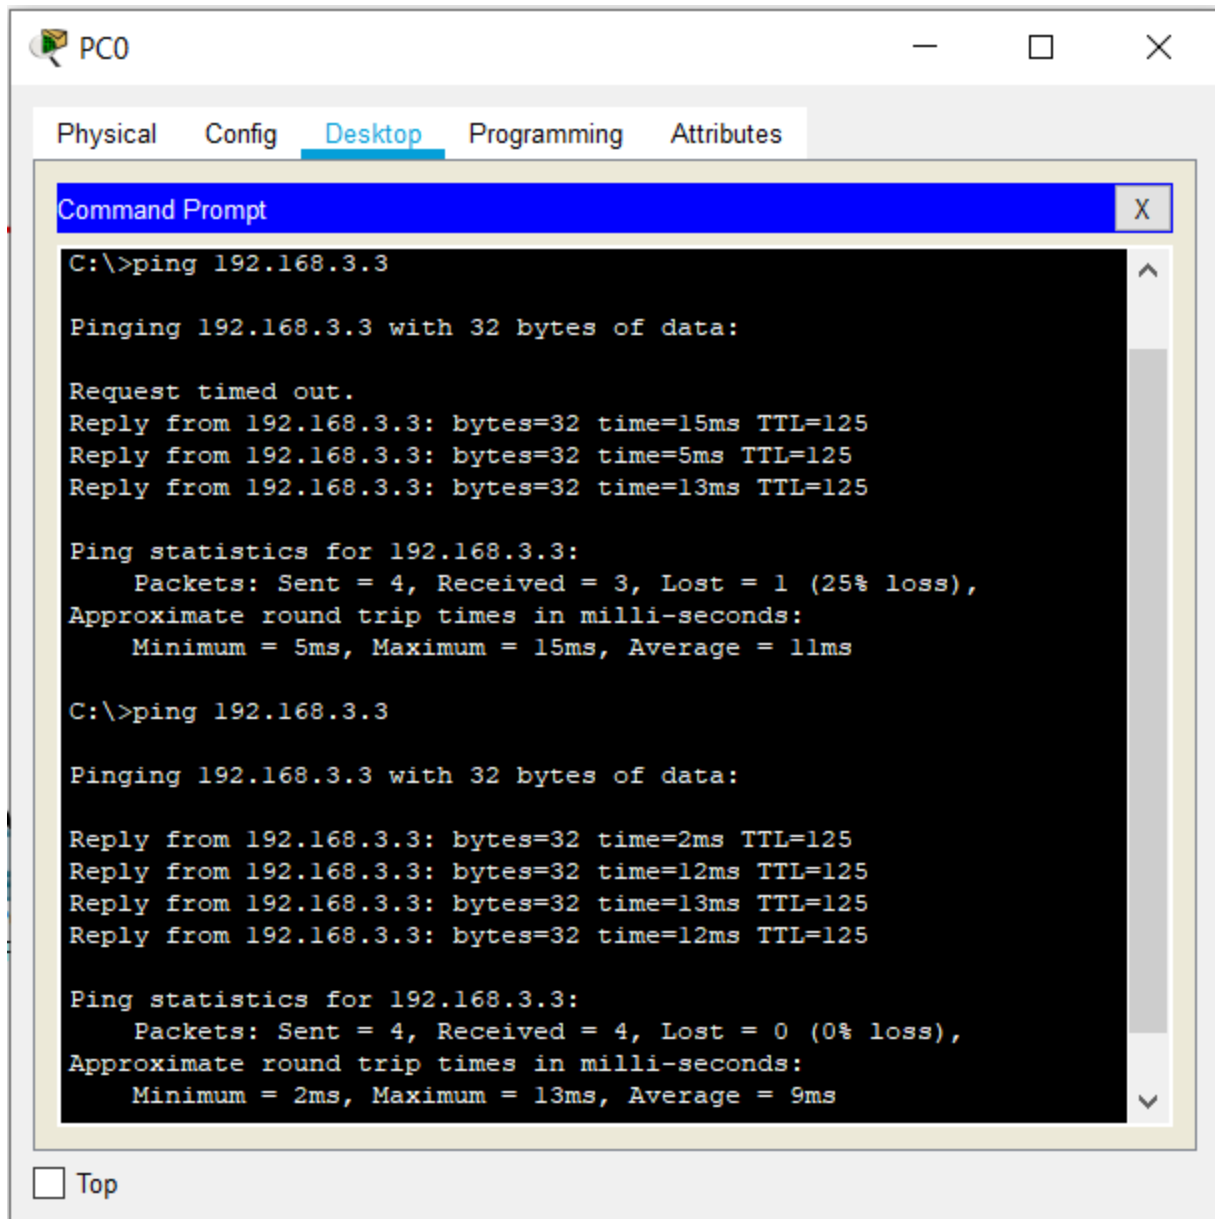 PC0
Physical Config Desktop Programming Attributes
Command Prompt X
C:\>ping 192.168.3.3
Pinging 192.168.3.3 with 32 bytes of data:
Request timed out.
Reply from 192.168.3.3: bytes=32 time=15ms TTL=125
Reply from 192.168.3.3: bytes=32 time=5ms TTL=125
Reply from 192.168.3.3: bytes=32 time=13ms TTL=125
Ping statistics for 192.168.3.3:
Packets: Sent = 4, Received = 3, Lost = 1 (25% loss),
Approximate round trip times in milli-seconds:
Minimum = 5ms, Maximum = 15ms, Average = 11ms
C:\>ping 192.168.3.3
Pinging 192.168.3.3 with 32 bytes of data:
Reply from 192.168.3.3: bytes=32 time=2ms TTL=125
Reply from 192.168.3.3: bytes=32 time=12ms TTL=125
Reply from 192.168.3.3: bytes=32 time=13ms TTL=125
Reply from 192.168.3.3: bytes=32 time=12ms TTL=125
Ping statistics for 192.168.3.3:
Packets: Sent = 4, Received = 4, Lost = 0 (0% loss),
Approximate round trip times in milli-seconds:
Minimum = 2ms, Maximum = 13ms, Average = 9ms
Top